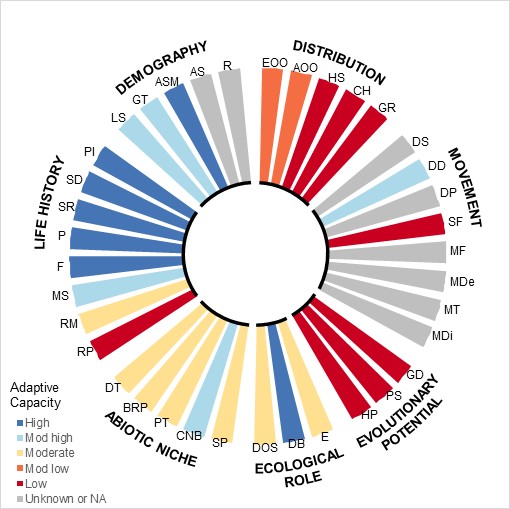 DEMOGRAPHY
R
AS
ASM
GT
LS
DISTRIBUTION
EOO
AOO
HS
CH
GR
MOVEMENT
DS
DD
DP
SF
MF
MDe
MT
MDi
EVOLUTIONARY
POTENTIAL
GD
PS
HP
ECOLOGICAL
ROLE
E
DB
DOS
ABIOTIC NICHE
SP
CNB
PT
BRP
DT
LIFE HISTORY
PI
SD
SR
P
F
MS
RM
RP
Adaptive
Capacity
High
Mod high
Moderate
Mod low
Low
Unknown or NA